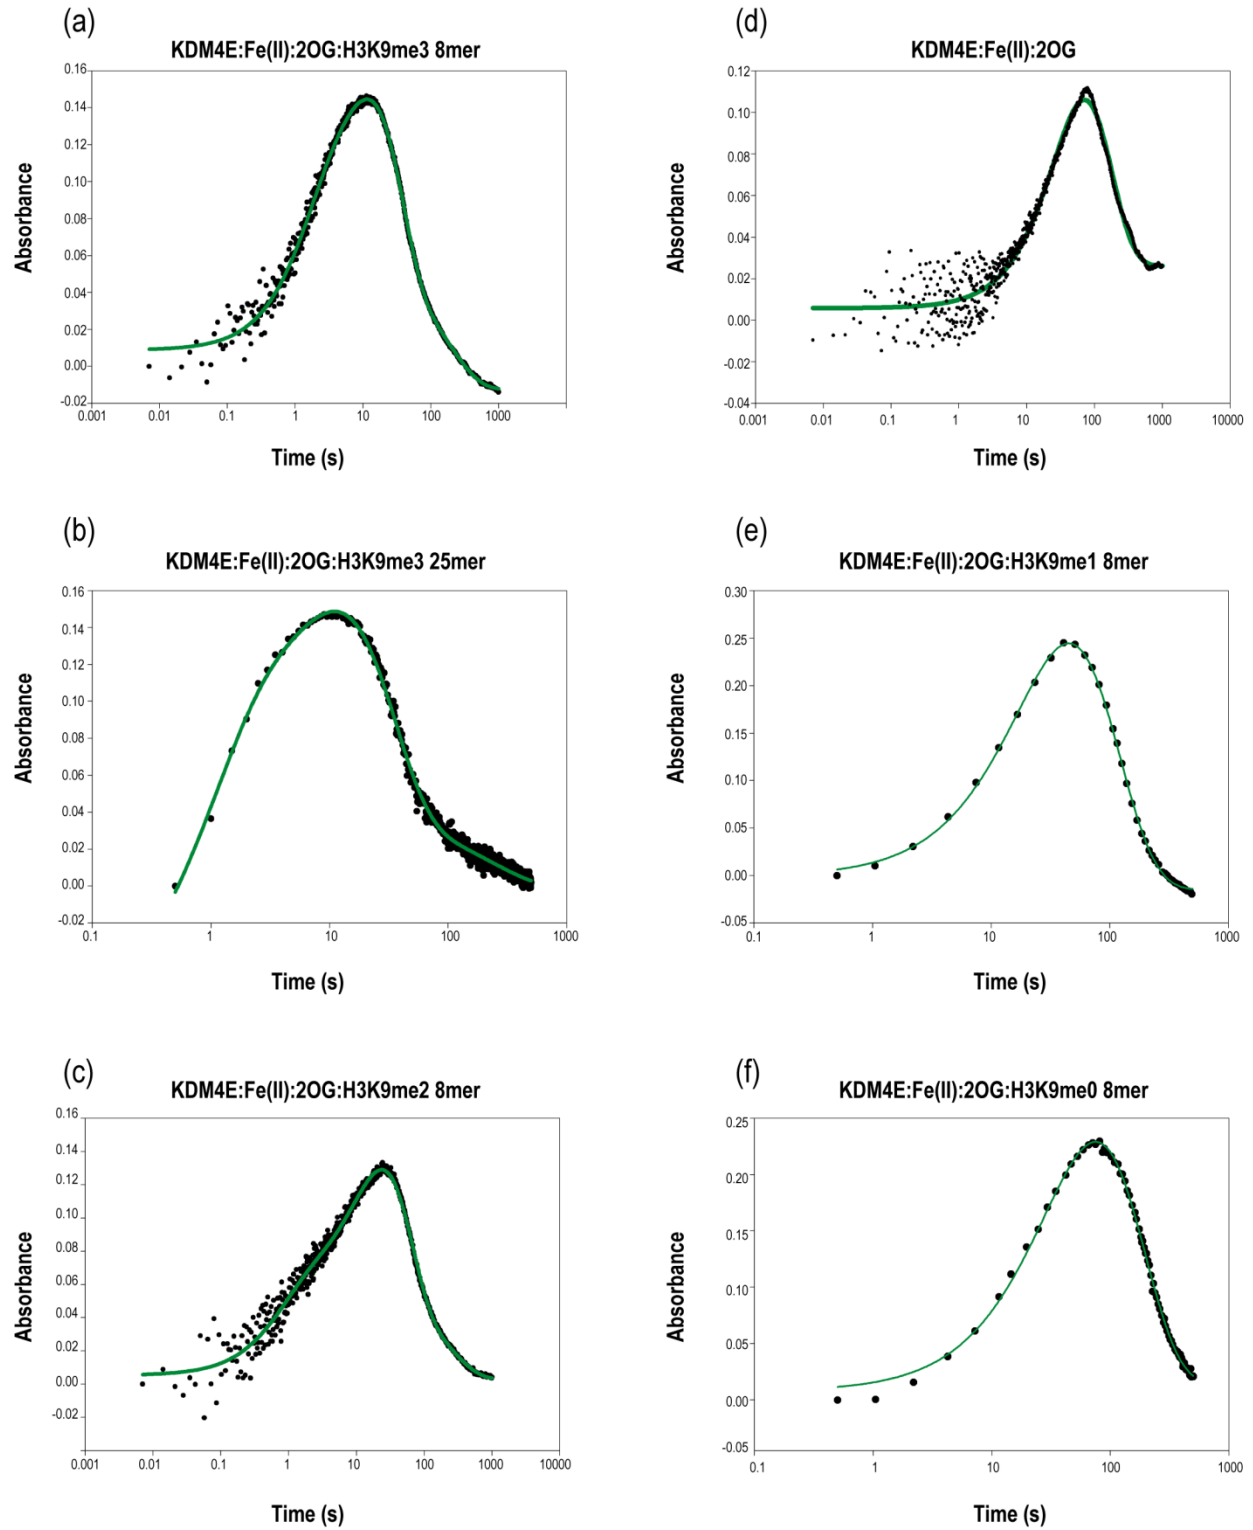 (a)
KDM4E:Fe(II):2OG:H3K9me3 8mer
0.16
0.14
0.12
0.10
0.08
0.06
0.04
0.02
0.00
-0.02
0.001 0.01 0.1 1 10 100 1000
Absorbance
Time (s)
(d)
KDM4E:Fe(II):2OG
0.12
0.10
0.08
0.06
0.04
0.02
0.00
-0.02
-0.04
0.001 0.01 0.1 1 10 100 1000 10000
Absorbance
Time (s)
(b)
KDM4E:Fe(II):2OG:H3K9me3 25mer
0.16
0.14
0.12
0.10
0.08
0.06
0.04
0.02
0.00
-0.02
0.1 1 10 100 1000
Absorbance
Time (s)
(e)
KDM4E:Fe(II):2OG:H3K9me1 8mer
0.30
0.25
0.20
0.15
0.10
0.05
0.00
-0.05
0.1 1 10 100 1000
Absorbance
Time (s)
(c)
KDM4E:Fe(II):2OG:H3K9me2 8mer
0.16
0.14
0.12
0.10
0.08
0.06
0.04
0.02
0.00
-0.02
0.001 0.01 0.1 1 10 100 1000 10000
Absorbance
Time (s)
(f)
KDM4E:Fe(II):2OG:H3K9me0 8mer
0.25
0.20
0.15
0.10
0.05
0.00
-0.05
0.1 1 10 100 1000
Absorbance
Time (s)